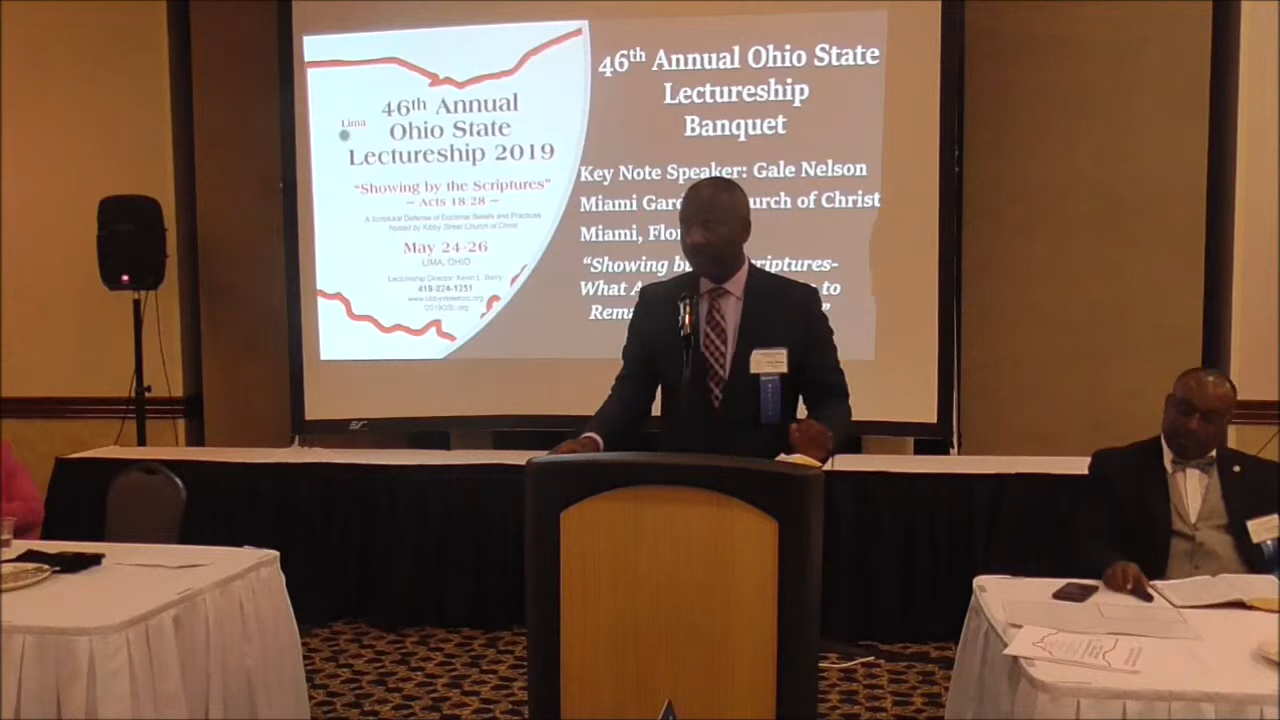 46th Annual
Ohio State
Lectureship 2019
Lima
"Showing by the Scriptures"
~ Acts 18.28 ~
A Scriptural Defense of Doctrinal Beliefs and Practices
hosted by Kibby Street Church of Christ
May 24-26
LIMA, OHIO
Lectureship Director: Kevin L. Berry
419-224-1251
46th Annual Ohio State
Lectureship
Banquet
Key Note Speaker: Gale Nelson
Miami Gard urch of Christ
Miami, Flor
"Showing b riptures-
What A to
Rema